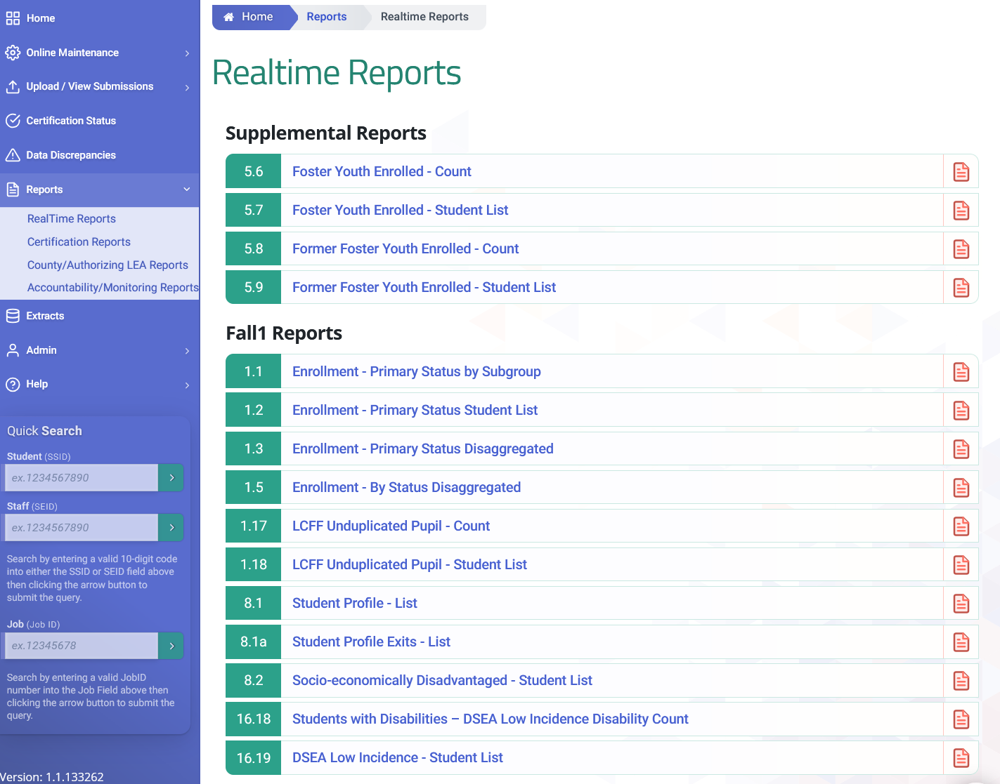 Home
Online Maintenance
Upload / View Submissions
Certification Status
Data Discrepancies
Reports
RealTime Reports
Certification Reports
County/Authorizing LEA Reports
Accountability/Monitoring Reports
Extracts
Admin
Help
Quick Search
Student (SSID)
ex.1234567890
Staff (SEID)
ex.1234567890
Search by entering a valid 10-digit code
into either the SSID or SEID field above
then clicking the arrow button to
submit the query.
Job (Job ID)
ex.12345678
Search by entering a valid JobID
number into the Job Field above then
clicking the arrow button to submit the
query.
Version: 1.1.133262
Home Reports Realtime Reports
Realtime Reports
Supplemental Reports
5.6 Foster Youth Enrolled - Count
5.7 Foster Youth Enrolled - Student List
5.8 Former Foster Youth Enrolled - Count
5.9 Former Foster Youth Enrolled - Student List
Fall1 Reports
1.1 Enrollment - Primary Status by Subgroup
1.2 Enrollment - Primary Status Student List
1.3 Enrollment - Primary Status Disaggregated
1.5 Enrollment - By Status Disaggregated
1.17 LCFF Unduplicated Pupil - Count
1.18 LCFF Unduplicated Pupil - Student List
8.1 Student Profile - List
8.1a Student Profile Exits - List
8.2 Socio-economically Disadvantaged - Student List
16.18 Students with Disabilities – DSEA Low Incidence Disability Count
16.19 DSEA Low Incidence - Student List